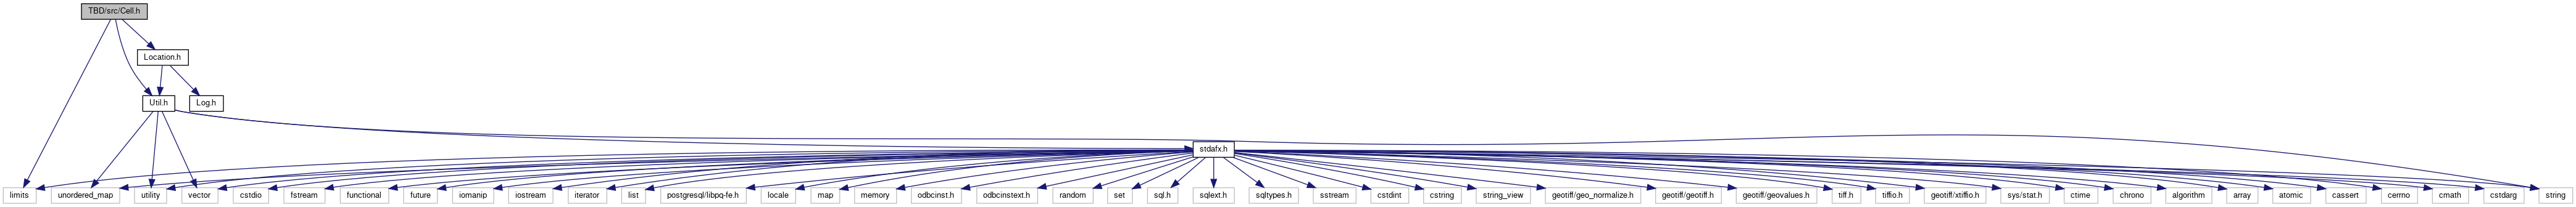 TBD/src/Cell.h
Location.h
Util.h
Log.h
stdafx.h
limits
unordered_map
utility
vector
cstdio
fstream
functional
future
iomanip
iostream
iterator
list
postgresql/libpq-fe.h
locale
map
memory
odbcinst.h
odbcinstext.h
random
set
sql.h
sqlext.h
sqltypes.h
sstream
cstdint
cstring
string_view
geotiff/geo_normalize.h
geotiff/geotiff.h
geotiff/geovalues.h
tiff.h
tiffio.h
geotiff/xtiffio.h
sys/stat.h
ctime
chrono
algorithm
array
atomic
cassert
cerrno
cmath
cstdarg
string